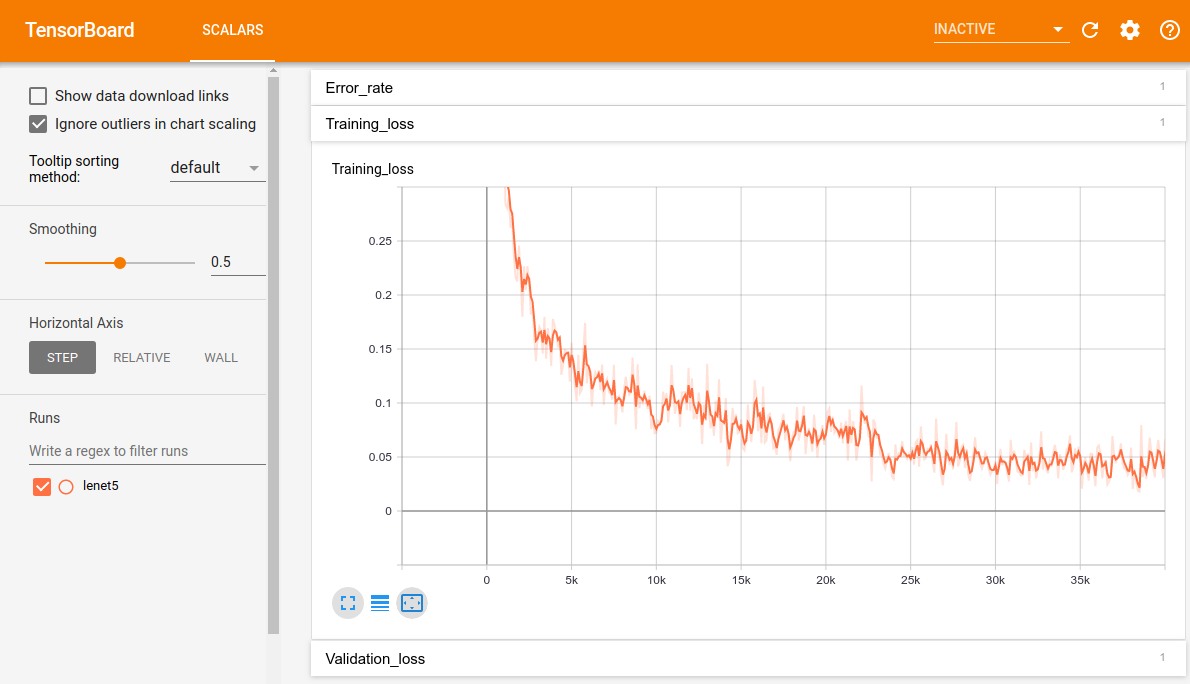 TensorBoard
SCALARS
INACTIVE
Show data download links
Ignore outliers in chart scaling
Tooltip sorting
method:
default
Smoothing
0.5
Horizontal Axis
STEP
RELATIVE
WALL
Runs
Write a regex to filter runs
lenet5
Error_rate
1
Training_loss
1
Training_loss
0.25
0.2
0.15
0.1
0.05
0
0
5k
10k
15k
20k
25k
30k
35k
Validation_loss
1